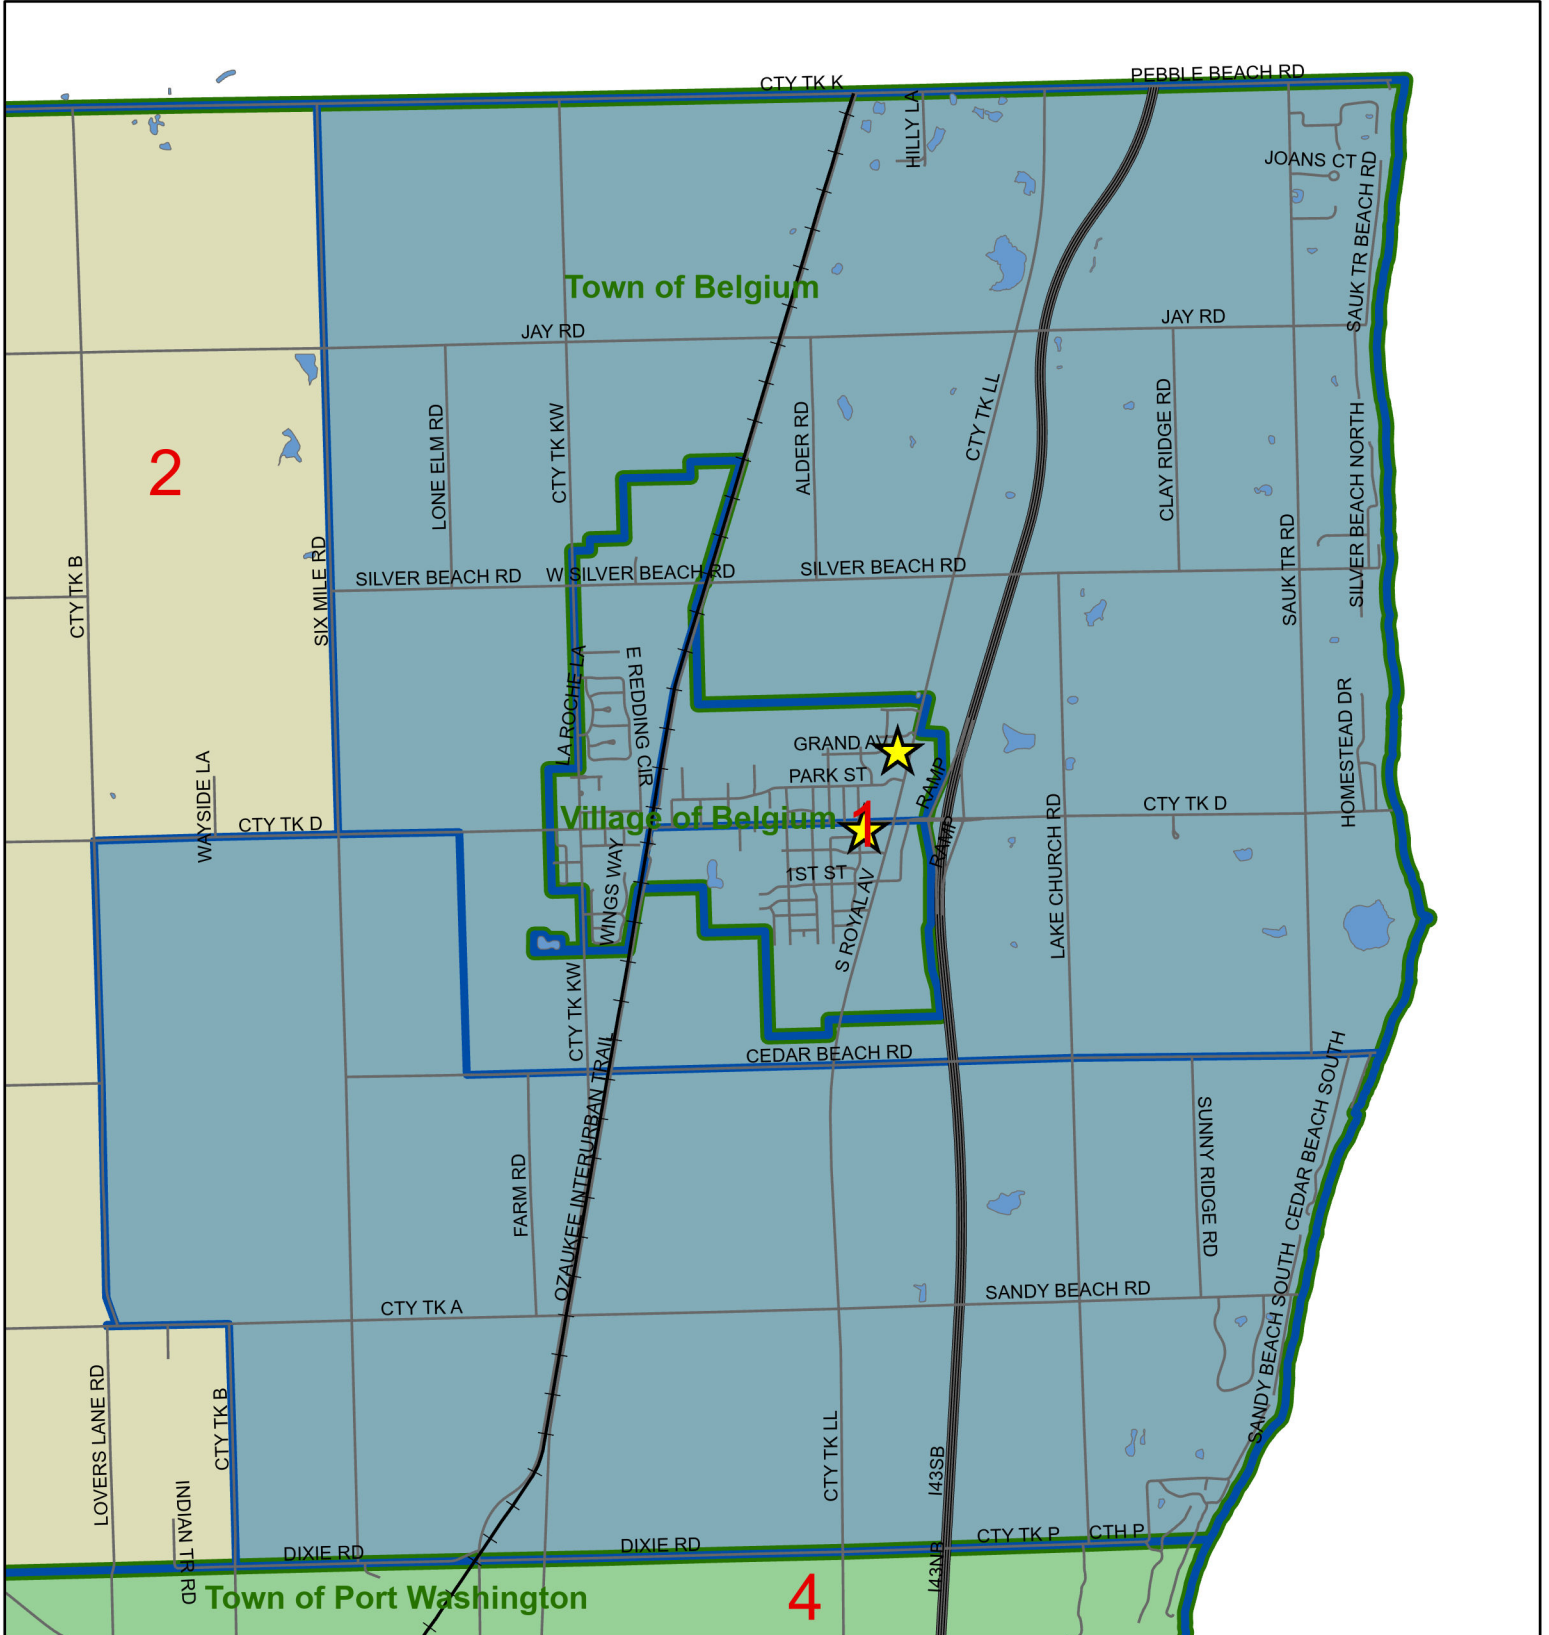 CTY TK K
PEBBLE BEACH RD
HILLY LA
JOANS CT
SAUK TR BEACH RD
Town of Belgium
JAY RD
JAY RD
2
LONE ELM RD
CTY TK KW
ALDER RD
CTY TK LL
CLAY RIDGE RD
SAUK TR RD
SILVER BEACH NORTH
CTY TK B
SIX MILE RD
SILVER BEACH RD
W SILVER BEACH RD
SILVER BEACH RD
LA ROCHE LA
E REDDING CIR
HOMESTEAD DR
GRAND AV
PARK ST
RAMP
WAYSIDE LA
CTY TK D
Village of Belgium
1
CTY TK D
RAMP
LAKE CHURCH RD
1ST ST
WINGS WAY
S ROYAL AV
CTY TK KW
CEDAR BEACH RD
OZAUKEE INTERURBAN TRAIL
FARM RD
SUNNY RIDGE RD
CEDAR BEACH SOUTH
CTY TK A
SANDY BEACH RD
SANDY BEACH SOUTH
LOVERS LANE RD
CTY TK B
CTY TK LL
I43SB
INDIAN TR RD
DIXIE RD
DIXIE RD
CTY TK P
CTH P
I43NB
Town of Port Washington
4